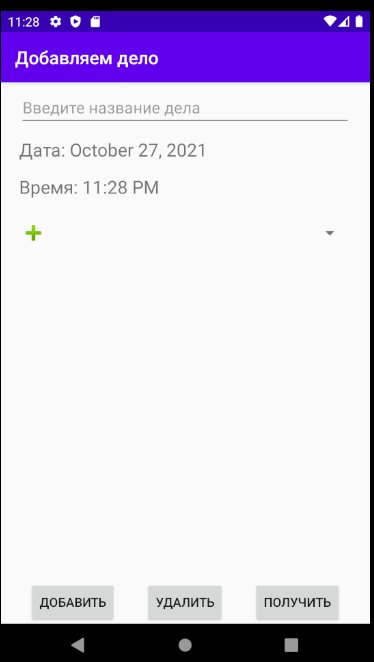 11:28
Добавляем дело
Введите название дела
Дата: October 27, 2021
Время: 11:28 PM
ДОБАВИТЬ УДАЛИТЬ ПОЛУЧИТЬ